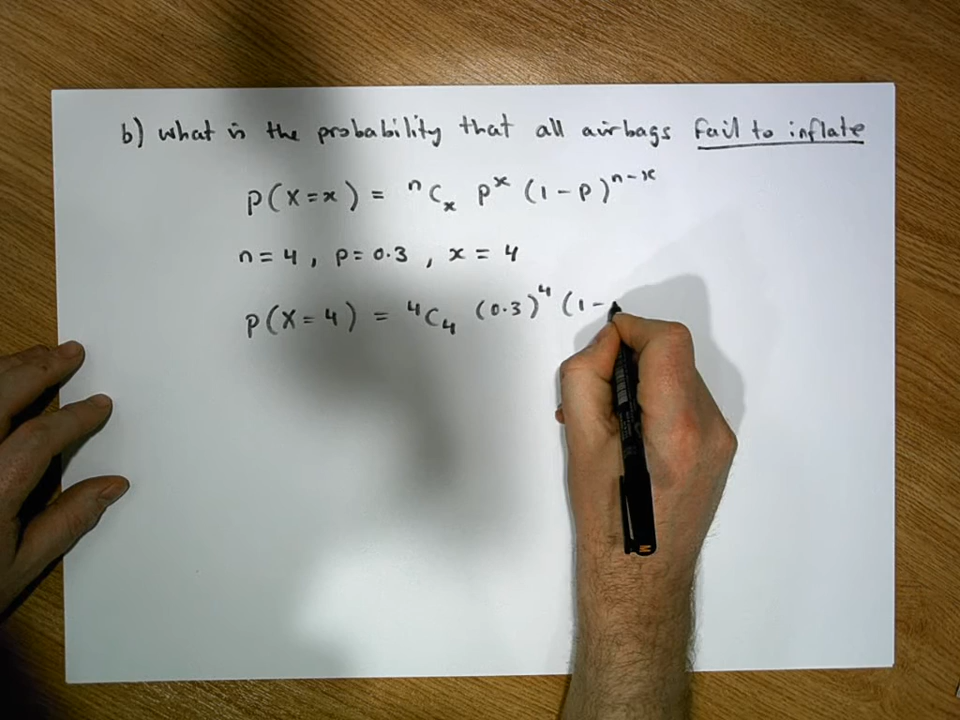 b) what is the probability that all airbags fail to inflate
P(X=x) = ⁿCₓ pˣ (1-p)ⁿ⁻ˣ
n=4, p=0.3, x=4
P(X=4) = ⁴C₄ (0.3)⁴ (1-